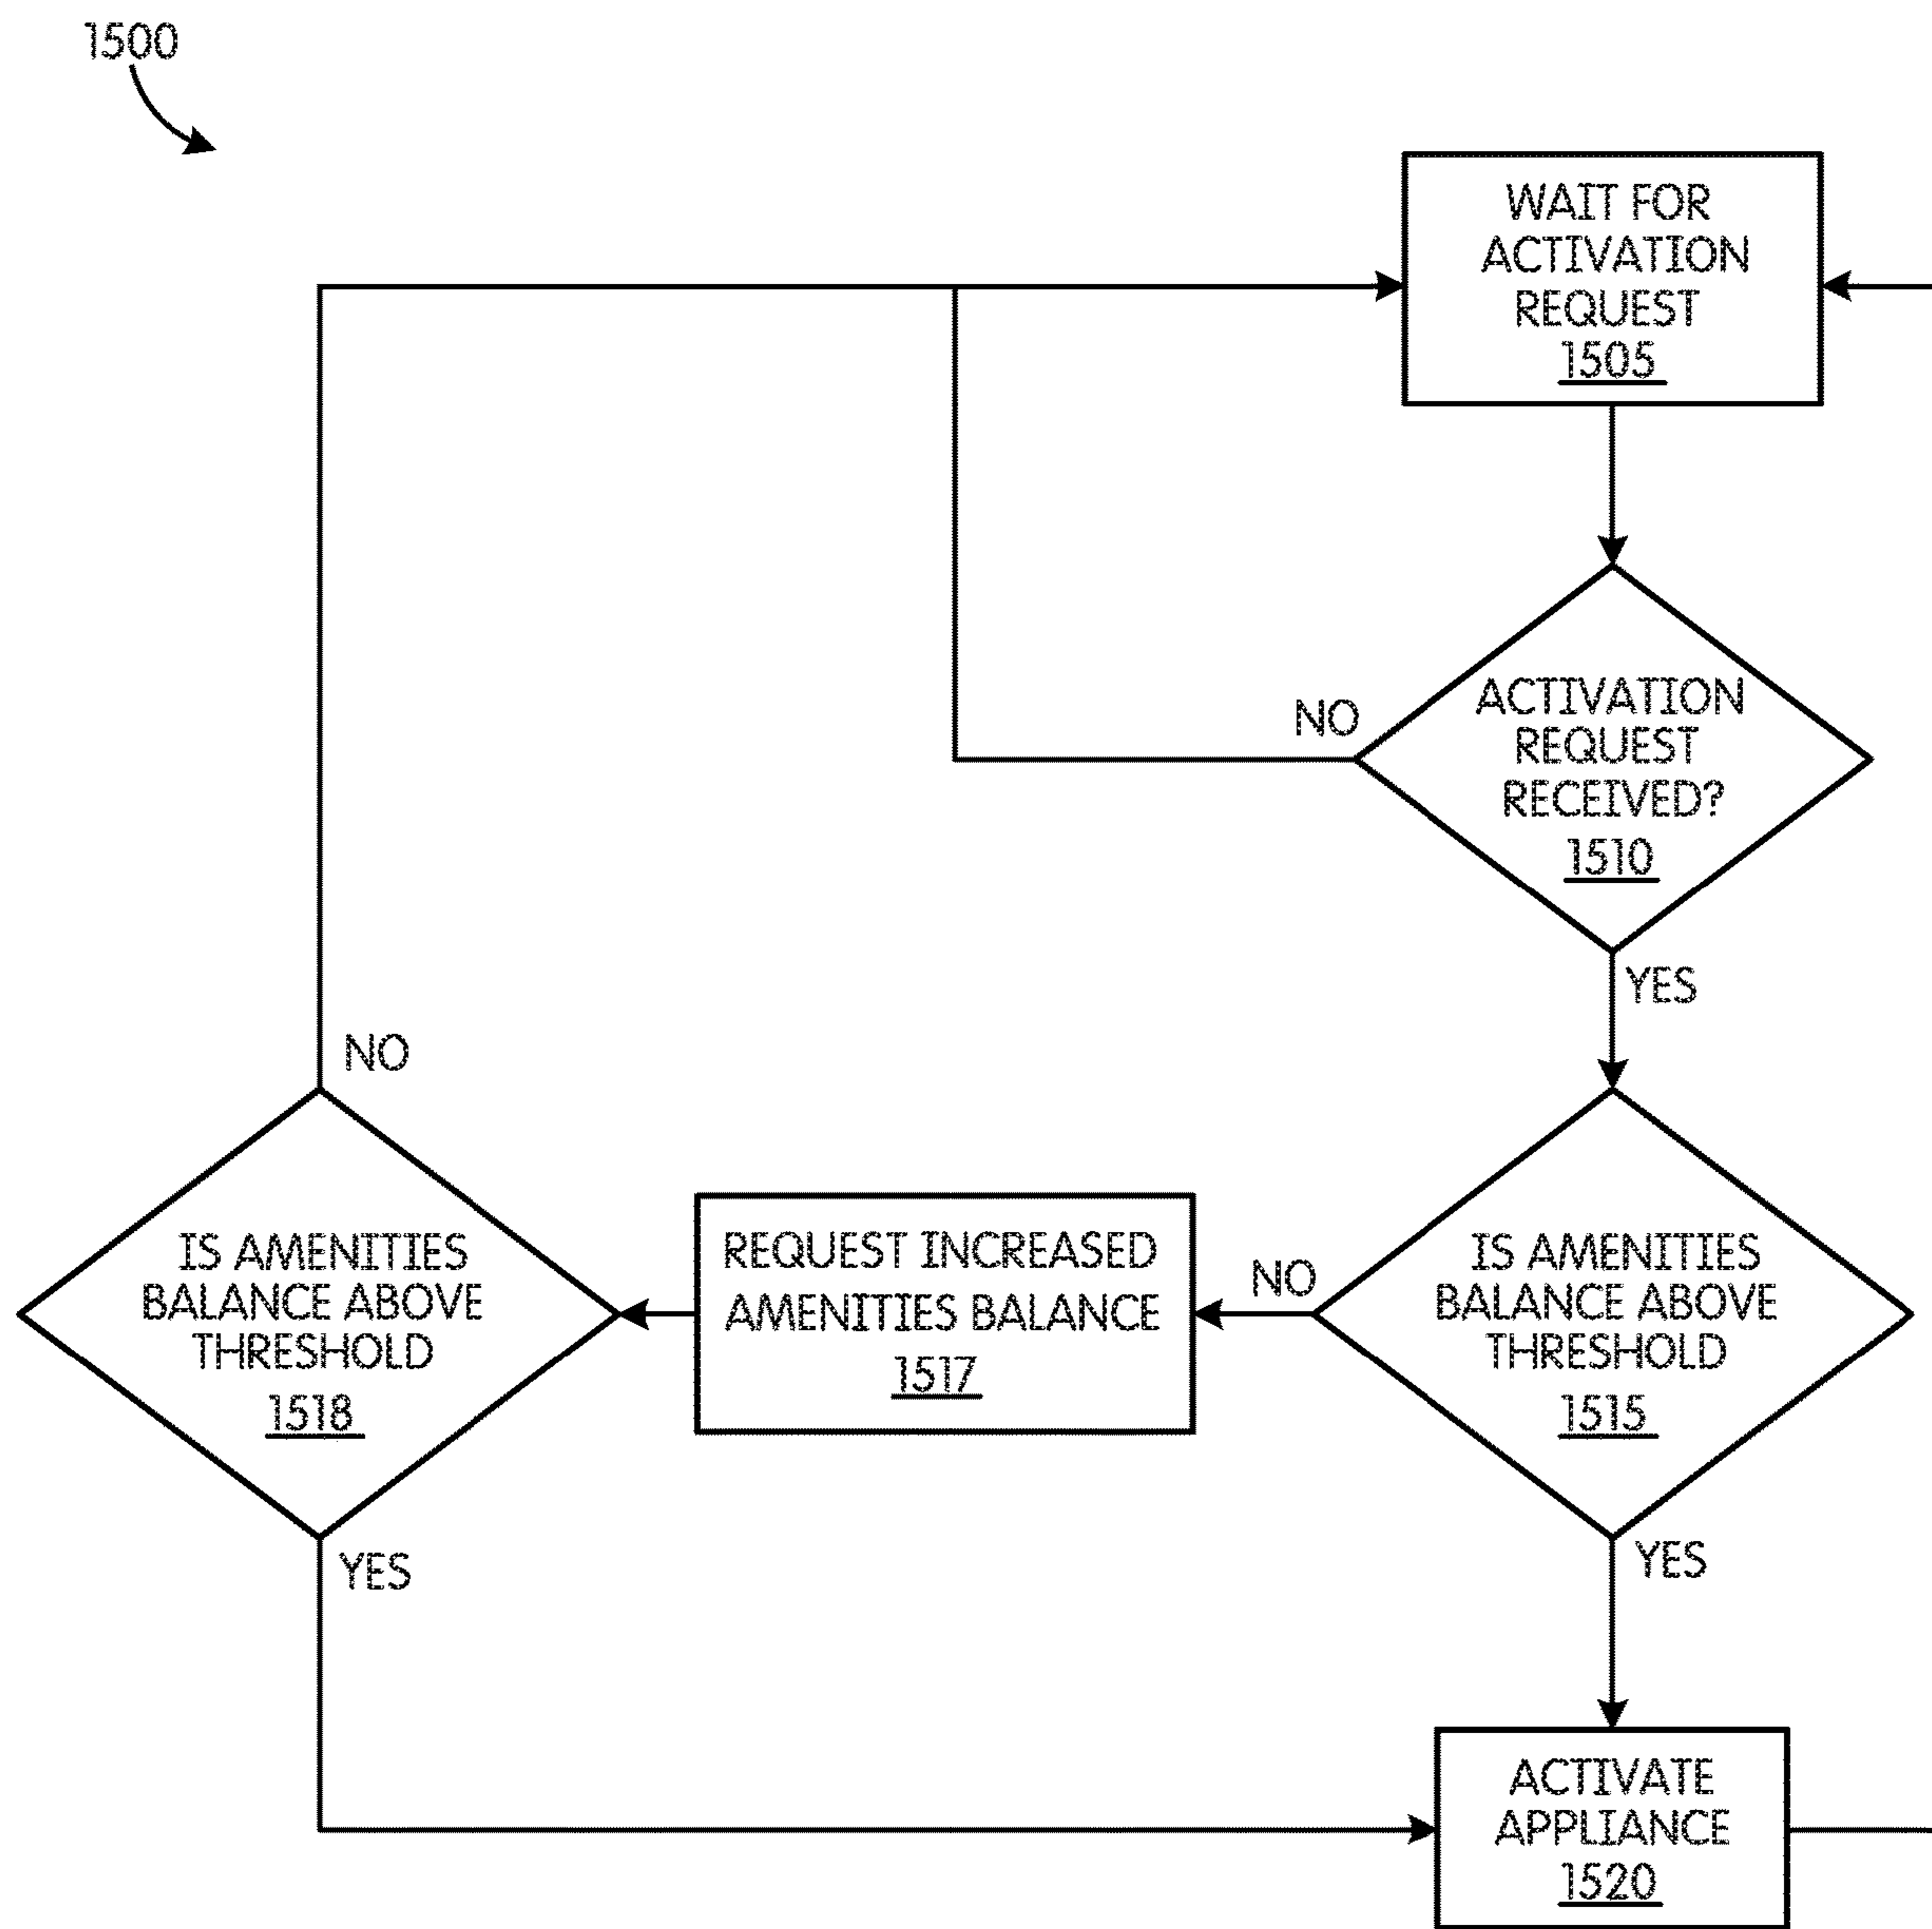 1500
WAIT FOR
ACTIVATION
REQUEST
1505
ACTIVATION
REQUEST
RECEIVED?
1510
NO
YES
IS AMENITIES
BALANCE ABOVE
THRESHOLD
1515
NO
YES
REQUEST INCREASED
AMENITIES BALANCE
1517
IS AMENITIES
BALANCE ABOVE
THRESHOLD
1518
NO
YES
ACTIVATE
APPLIANCE
1520